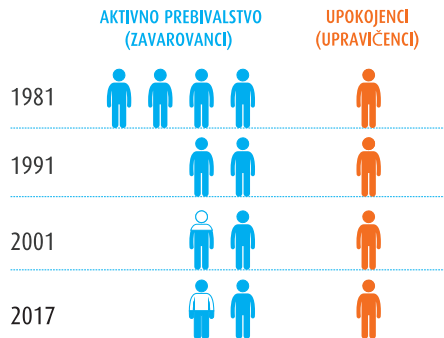 AKTIVNO PREBIVALSTVO
(ZAVAROVANCI)
UPOKOJENCI
(UPRAVIČENCI)
1981
1991
2001
2017